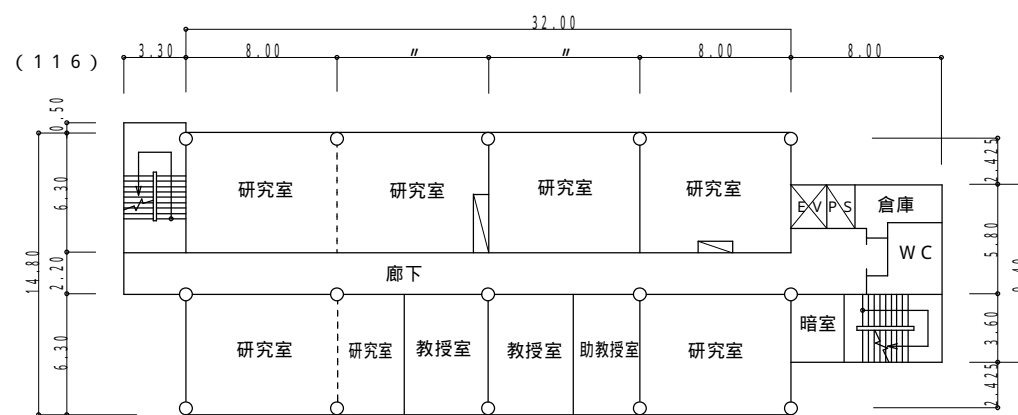 32.00
(116)
3.30 8.00 〃 〃 8.00 8.00
0.50
6.30
2.20
6.30
14.80
2.425
5.80
3.60
2.425
研究室 研究室 研究室 研究室
EV PS 倉庫
WC
廊下
研究室 研究室 教授室 教授室 助教授室 研究室 暗室